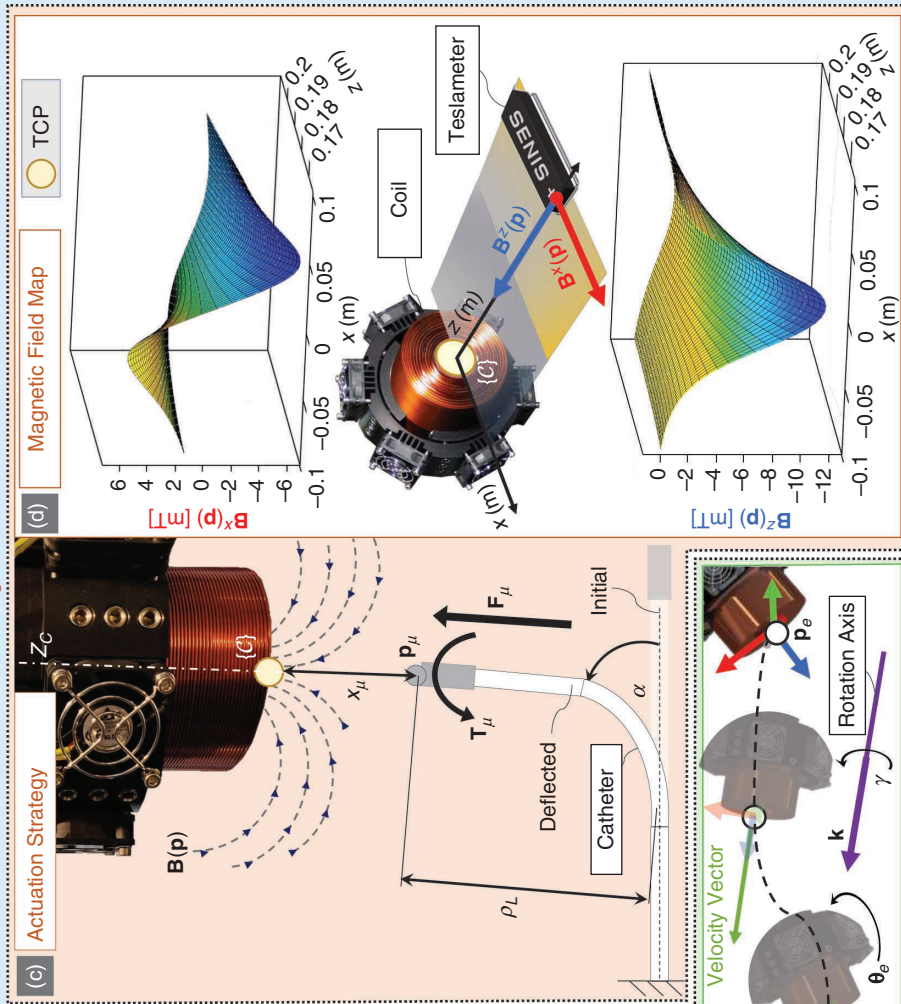 (c)
Actuation Strategy
Z_C
{C}
B(p)
x_μ
p_μ
T_μ
F_μ
ρ_L
Deflected
Catheter
α
Initial
(d)
Magnetic Field Map
TCP
B^x(p) [mT]
6
4
2
0
−2
−4
−6
−0.1
−0.05
0
0.05
0.1
x (m)
0.17
0.18
0.19
0.2
z (m)
Coil
Teslameter
SENIS
{C}
x (m)
z (m)
B^z(p)
B^x(p)
B^z(p) [mT]
0
−2
−4
−6
−8
−10
−12
−0.1
−0.05
0
0.05
0.1
x (m)
0.17
0.18
0.19
0.2
z (m)
Velocity Vector
θ_e
k
γ
Rotation Axis
p_e